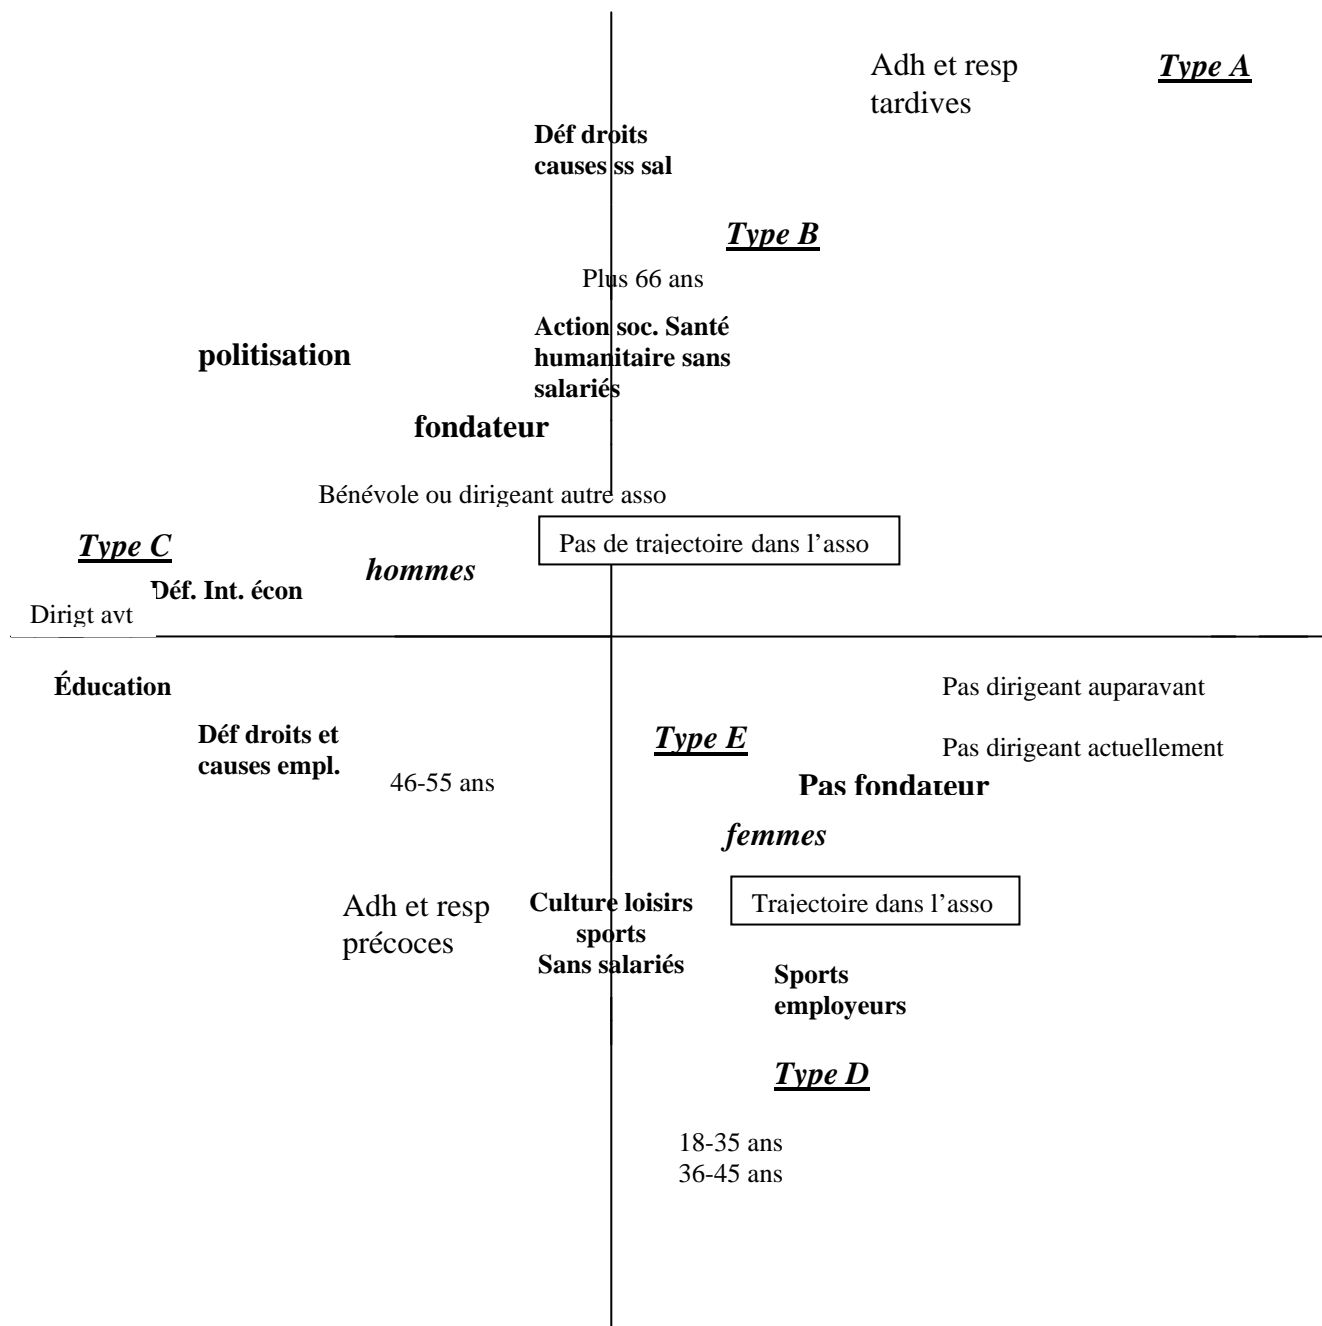 Adh et resp
tardives
Type A
Déf droits
causes ss sal
Type B
Plus 66 ans
Action soc. Santé
humanitaire sans
salariés
politisation
fondateur
Bénévole ou dirigeant autre asso
Pas de trajectoire dans l'asso
Type C
hommes
Déf. Int. écon
Dirigt avt
Éducation
Pas dirigeant auparavant
Déf droits et
causes empl.
Type E
Pas dirigeant actuellement
46-55 ans
Pas fondateur
femmes
Adh et resp
précoces
Culture loisirs
sports
Sans salariés
Trajectoire dans l'asso
Sports
employeurs
Type D
18-35 ans
36-45 ans